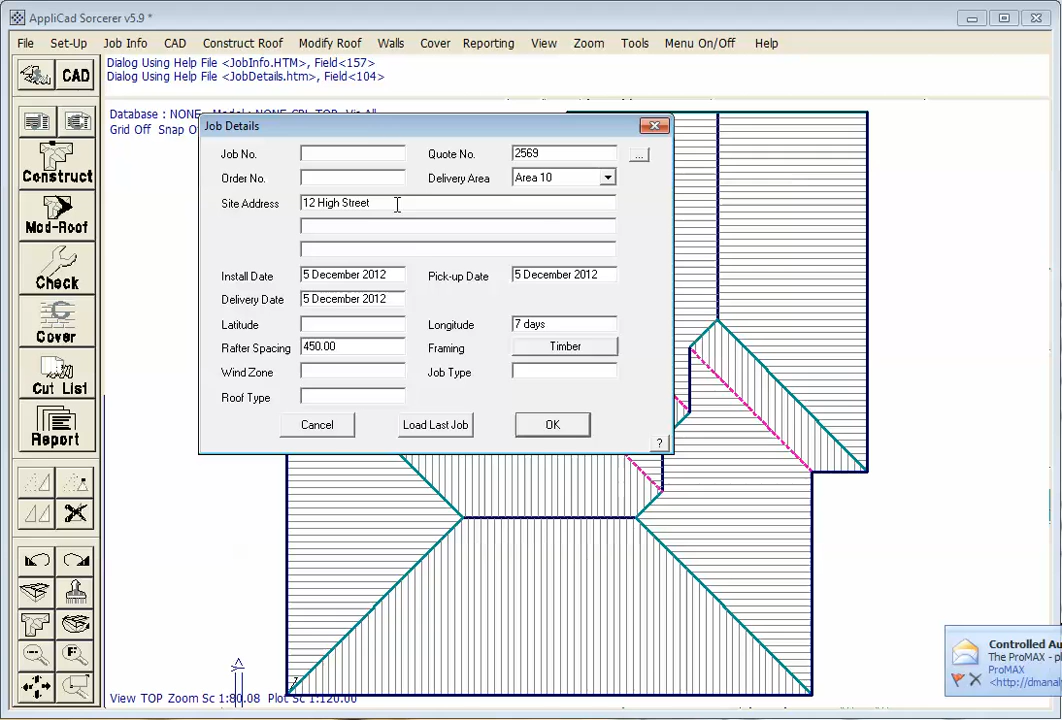 AppliCad Sorcerer v5.9 *
File Set-Up Job Info CAD Construct Roof Modify Roof Walls Cover Reporting View Zoom Tools Menu On/Off Help
Dialog Using Help File <JobInfo.HTM>, Field<157>
Dialog Using Help File <JobDetails.htm>, Field<104>
CAD
Construct
Mod-Roof
Check
Cover
Cut List
Report
Database : NONE
Grid Off Snap O
Job Details
Job No. Quote No. 2569 ...
Order No. Delivery Area Area 10
Site Address 12 High Street
Install Date 5 December 2012 Pick-up Date 5 December 2012
Delivery Date 5 December 2012
Latitude Longitude 7 days
Rafter Spacing 450.00 Framing Timber
Wind Zone Job Type
Roof Type
Cancel Load Last Job OK
?
Controlled Au
The ProMAX - pl
ProMAX
<http://dmanaly
View TOP Zoom Sc 1:80.08 Plot Sc 1:120.00